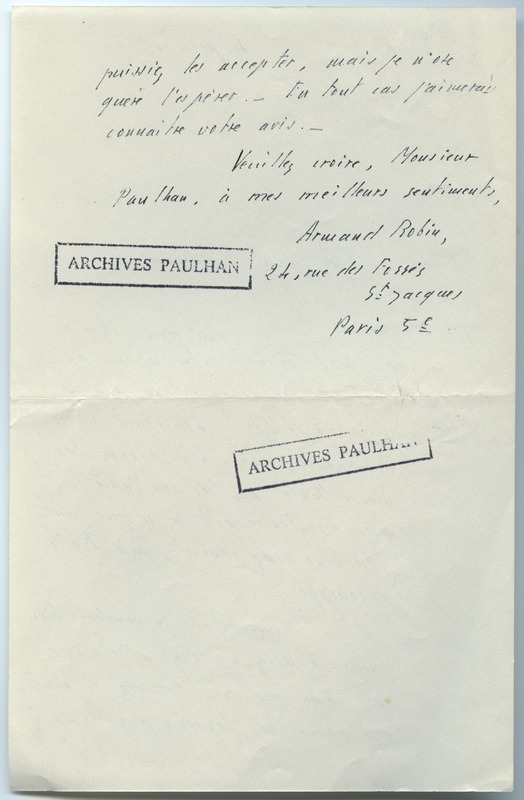 puissiez les accepter, mais je n'ose
guère l'espérer. – En tout cas j'aimerais
connaître votre avis. –
Veuillez croire, Monsieur
Paulhan, à mes meilleurs sentiments,
Armand Robin,
ARCHIVES PAULHAN
24, rue des Fossés
St Jacques
Paris 5e
ARCHIVES PAULHAN